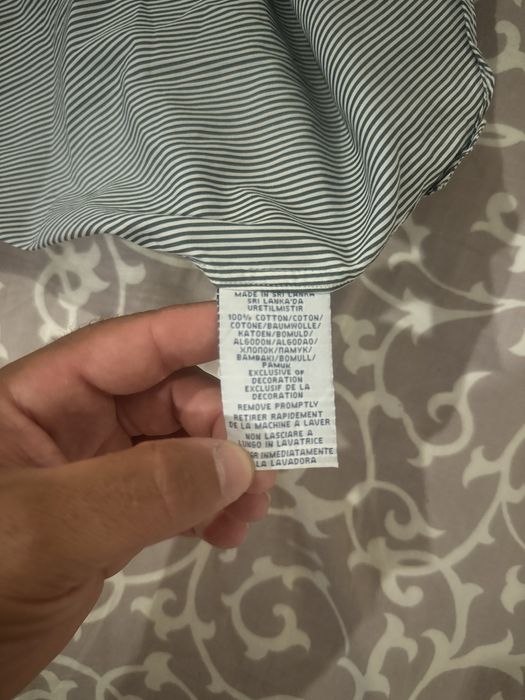 MADE IN SRI LANKA
SRI LANKA'DA
URETILMISTIR
100% COTTON/COTON/
COTONE/BAUMWOLLE/
KATOEN/BOMULD/
ALGODON/ALGODAO/
ХЛОПОК/ПАМУК/
BAMBAKI/BOMULL/
PAMUK
EXCLUSIVE OF
DECORATION
EXCLUSIF DE LA
DECORATION
REMOVE PROMPTLY
RETIRER RAPIDEMENT
DE LA MACHINE À LAVER
NON LASCIARE A
LUNGO IN LAVATRICE
INMEDIATAMENTE
LA LAVADORA